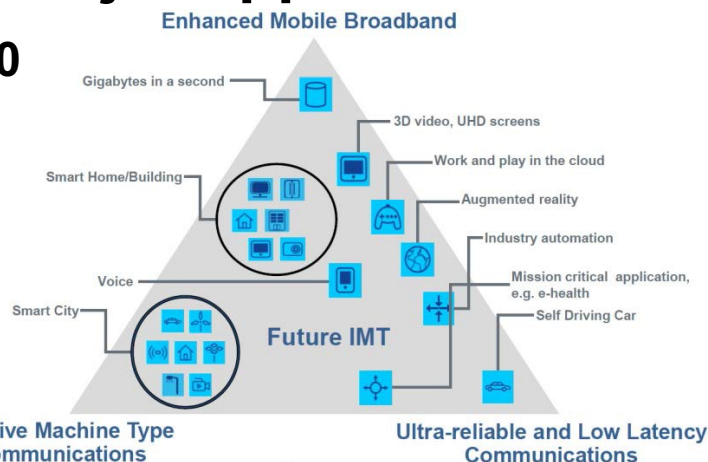 Enhanced Mobile Broadband
0
Gigabytes in a second
3D video, UHD screens
Work and play in the cloud
Smart Home/Building
Augmented reality
Industry automation
Voice
Mission critical application,
e.g. e-health
Smart City
Self Driving Car
Future IMT
ive Machine Type
mmunications
Ultra-reliable and Low Latency
Communications